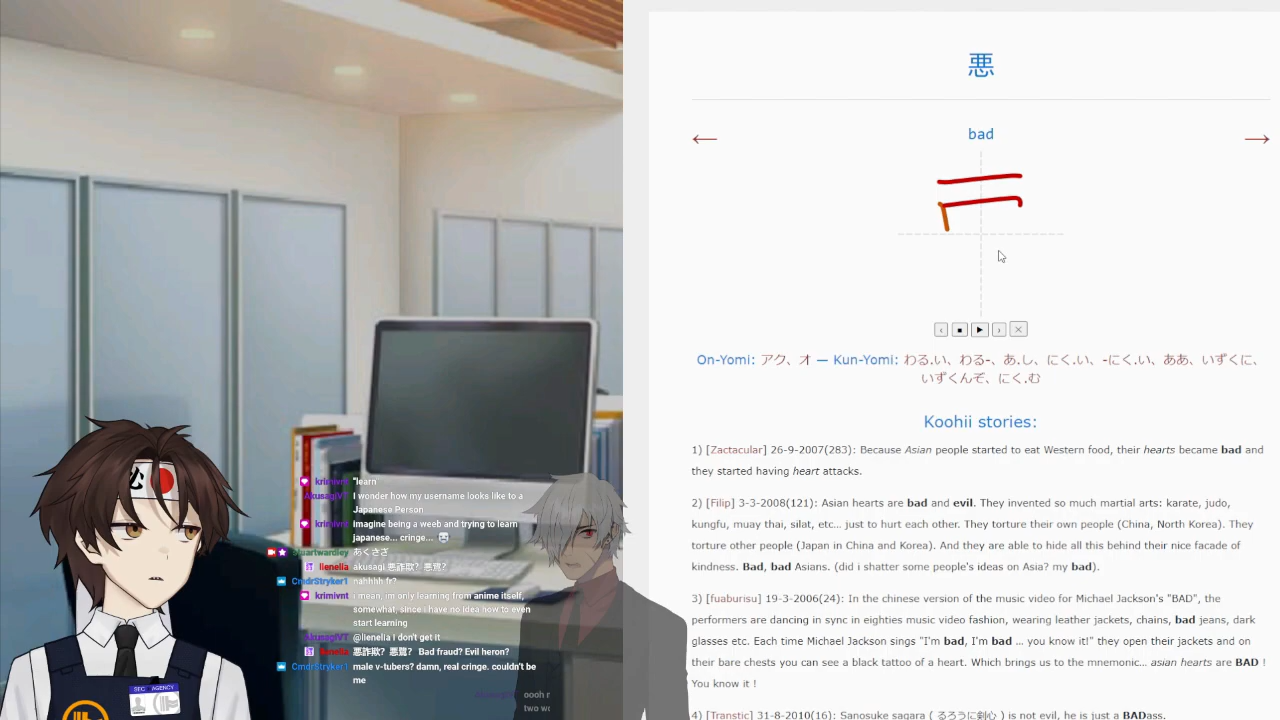 悪
←
bad
→
On-Yomi: アク、オ — Kun-Yomi: わる.い、わる-、あ.し、にく.い、-にく.い、ああ、いずくに、
いずくんぞ、にく.む
Koohii stories:
1) [Zactacular] 26-9-2007(283): Because Asian people started to eat Western food, their hearts became bad and
they started having heart attacks.
2) [Filip] 3-3-2008(121): Asian hearts are bad and evil. They invented so much martial arts: karate, judo,
kungfu, muay thai, silat, etc... just to hurt each other. They torture their own people (China, North Korea). They
torture other people (Japan in China and Korea). And they are able to hide all this behind their nice facade of
kindness. Bad, bad Asians. (did i shatter some people's ideas on Asia? my bad).
3) [fuaburisu] 19-3-2006(24): In the chinese version of the music video for Michael Jackson's "BAD", the
performers are dancing in sync in eighties music video fashion, wearing leather jackets, chains, bad jeans, dark
glasses etc. Each time Michael Jackson sings "I'm bad, I'm bad ... you know it!" they open their jackets and on
their bare chests you can see a black tattoo of a heart. Which brings us to the mnemonic... asian hearts are BAD !
You know it !
4) [Transtic] 31-8-2010(16): Sanosuke sagara ( るろうに剣心 ) is not evil, he is just a BADass.
krimivnt "learn
AkusagiVT I wonder how my username looks like to a
Japanese Person
krimivnt Imagine being a weeb and trying to learn
japanese... cringe...
stuartwardley あくさぎ
lienelia akusagi 悪詐欺? 悪鷺?
CmdrStryker1 nahhhh fr?
krimivnt i mean, im only learning from anime itself,
somewhat, since i have no idea how to even
start learning
AkusagiVT @lienelia I don't get it
lienelia 悪詐欺? 悪鷺? Bad fraud? Evil heron?
CmdrStryker1 male v-tubers? damn, real cringe. couldn't be
me
oooh
two
必
AGENCY